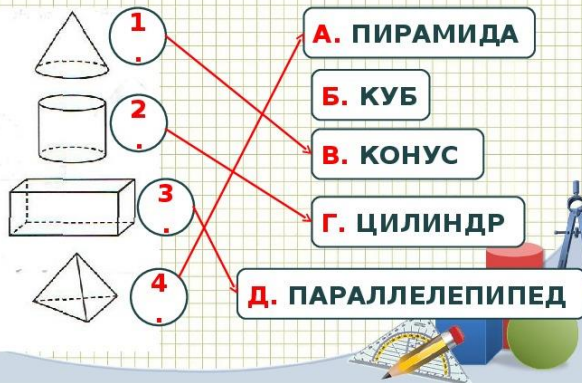 1.
2.
3.
4.
А. ПИРАМИДА
Б. КУБ
В. КОНУС
Г. ЦИЛИНДР
Д. ПАРАЛЛЕЛЕПИПЕД